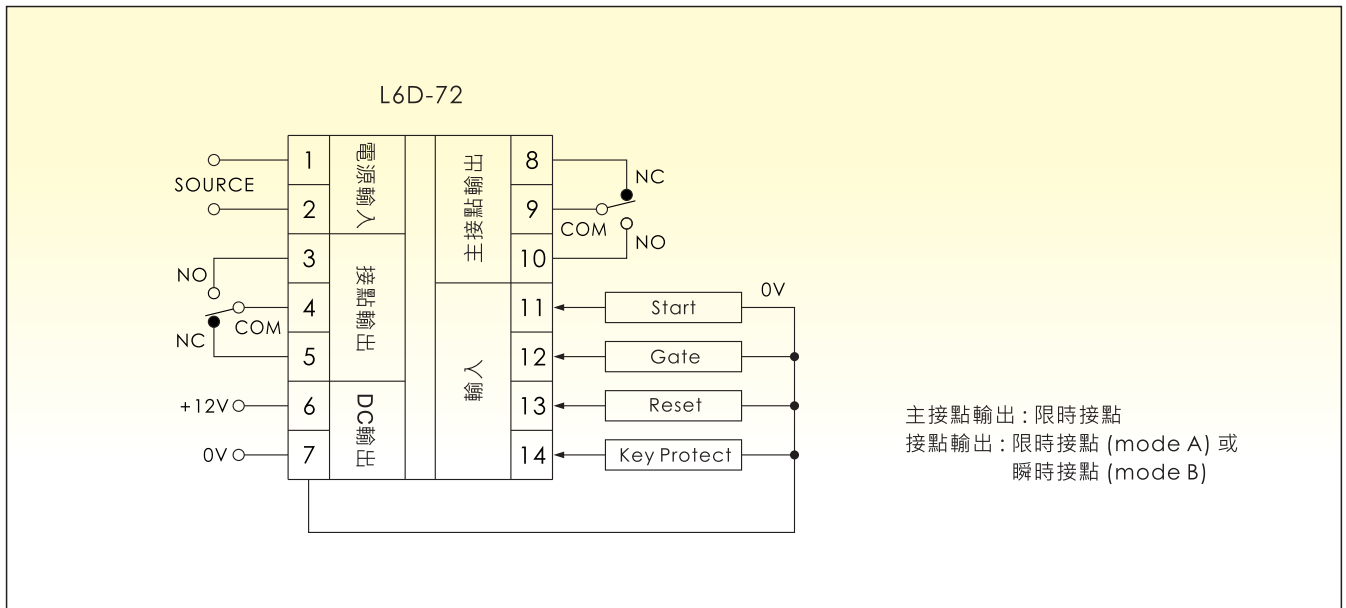 L6D-72
SOURCE
NO
COM
NC
+12V
0V
1
2
3
4
5
6
7
電源輸入
接點輸出
DC輸出
主接點輸出
輸入
8
9
10
11
12
13
14
NC
COM
NO
0V
Start
Gate
Reset
Key Protect
主接點輸出 : 限時接點
接點輸出 : 限時接點 (mode A) 或
瞬時接點 (mode B)